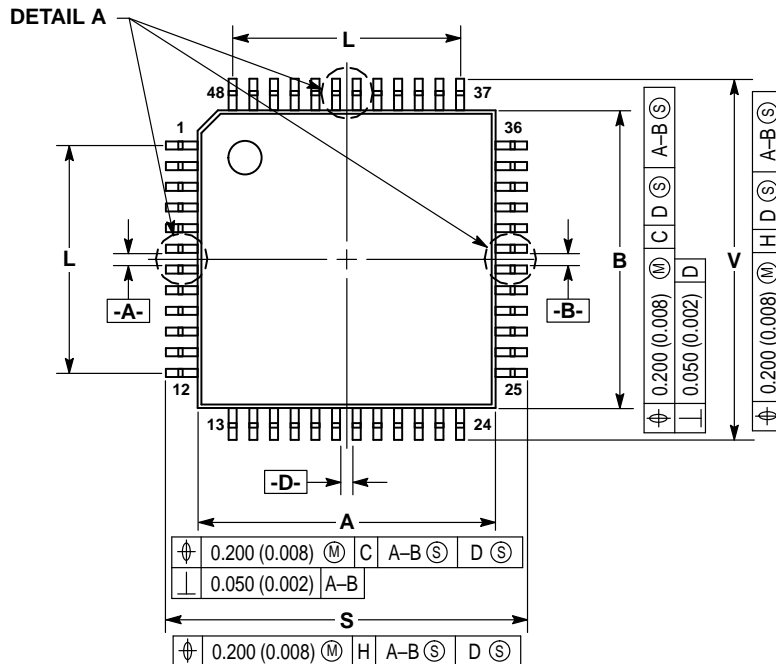 DETAIL A
L
48
37
1
36
L
B
V
-A-
-B-
12
25
13
24
-D-
A
⌖ 0.200 (0.008) Ⓜ C A–B Ⓢ D Ⓢ
⊥ 0.050 (0.002) A–B
S
⌖ 0.200 (0.008) Ⓜ H A–B Ⓢ D Ⓢ
⌖ 0.200 (0.008) Ⓜ C D Ⓢ A–B Ⓢ
⊥ 0.050 (0.002) D
⌖ 0.200 (0.008) Ⓜ H D Ⓢ A–B Ⓢ